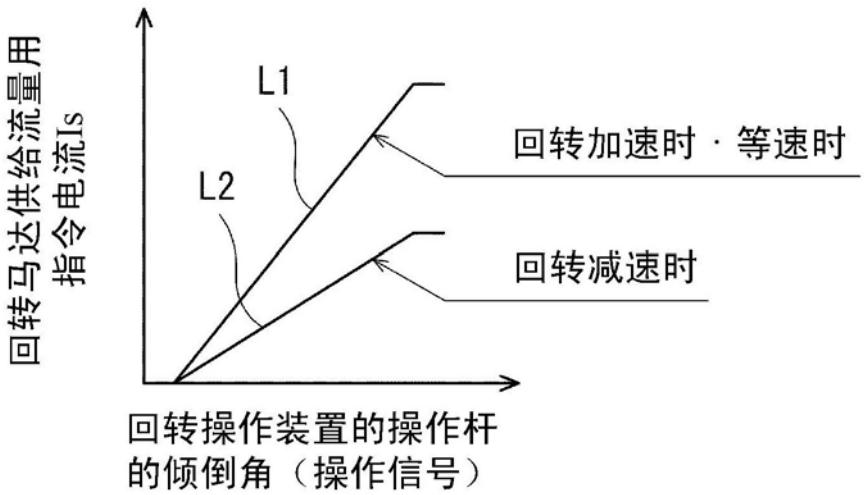 回转马达供给流量用
指令电流Is
L1
回转加速时·等速时
L2
回转减速时
回转操作装置的操作杆
的倾倒角（操作信号）